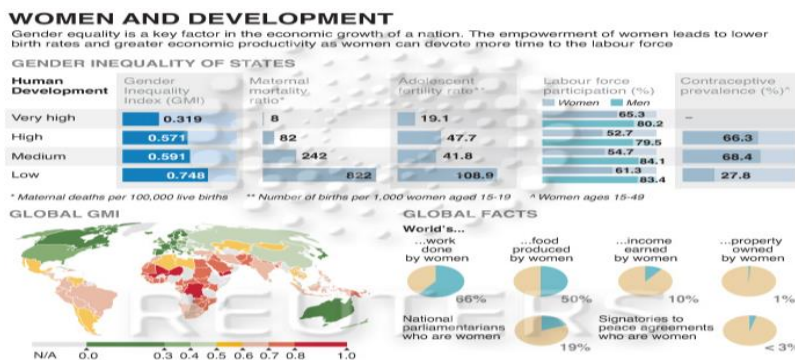 WOMEN AND DEVELOPMENT
Gender equality is a key factor in the economic growth of a nation. The empowerment of women leads to lower
birth rates and greater economic productivity as women can devote more time to the labour force
GENDER INEQUALITY OF STATES
Human Development
Gender Inequality Index (GMI)
Maternal mortality ratio*
Adolescent fertility rate**
Labour force participation (%)
Women Men
Contraceptive prevalence (%)^
Very high 0.319 8 19.1 65.3 80.2 –
High 0.571 82 47.7 52.7 79.5 66.3
Medium 0.591 242 41.8 54.7 84.1 68.4
Low 0.748 822 108.9 61.3 83.4 27.8
* Maternal deaths per 100,000 live births ** Number of births per 1,000 women aged 15-19 ^ Women ages 15-49
GLOBAL GMI
N/A 0.0 0.3 0.4 0.5 0.6 0.7 0.8 1.0
GLOBAL FACTS
World's...
...work done by women
66%
...food produced by women
50%
...income earned by women
10%
...property owned by women
1%
National parliamentarians who are women
19%
Signatories to peace agreements who are women
< 3%
REUTERS